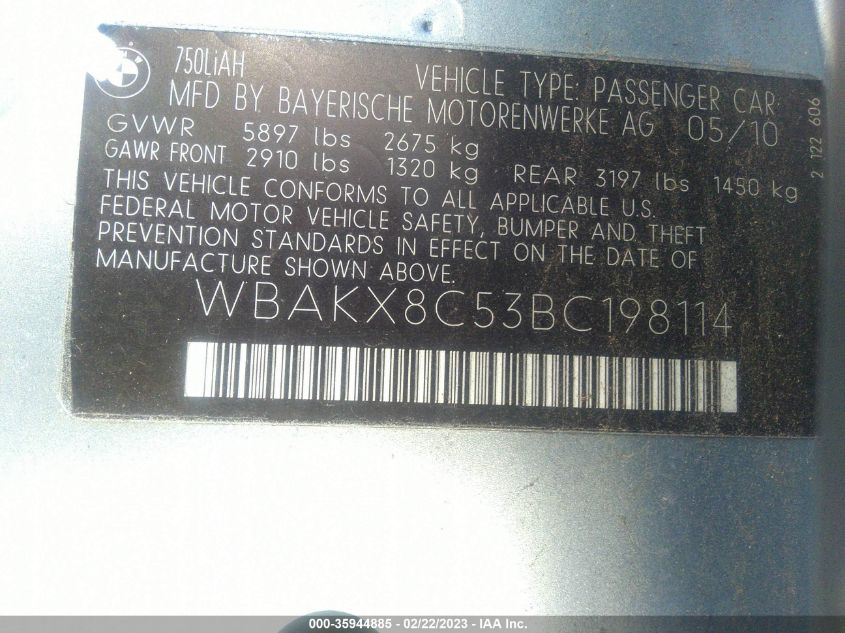 750LiAH VEHICLE TYPE: PASSENGER CAR
MFD BY BAYERISCHE MOTORENWERKE AG 05/10
GVWR 5897 lbs 2675 kg
GAWR FRONT 2910 lbs 1320 kg REAR 3197 lbs 1450 kg
THIS VEHICLE CONFORMS TO ALL APPLICABLE U.S.
FEDERAL MOTOR VEHICLE SAFETY, BUMPER AND THEFT
PREVENTION STANDARDS IN EFFECT ON THE DATE OF
MANUFACTURE SHOWN ABOVE.
WBAKX8C53BC198114
2 122 606
000-35944885 - 02/22/2023 - IAA Inc.